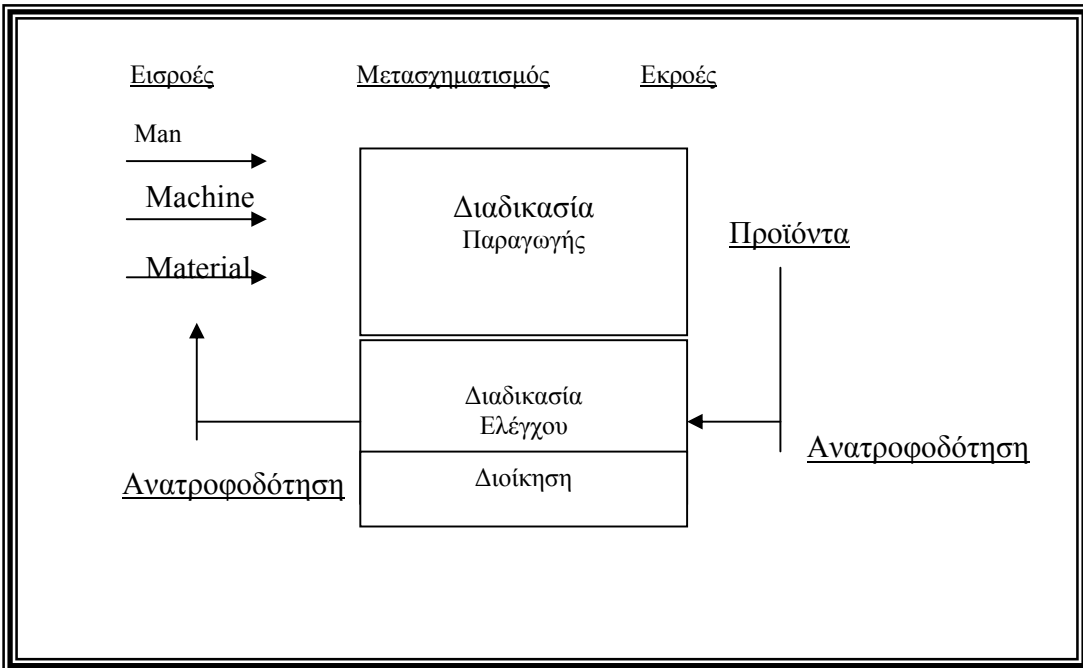 Εισροές
Μετασχηματισμός
Εκροές
Man
Machine
Material
Διαδικασία
Παραγωγής
Προϊόντα
Διαδικασία
Ελέγχου
Διοίκηση
Ανατροφοδότηση
Ανατροφοδότηση